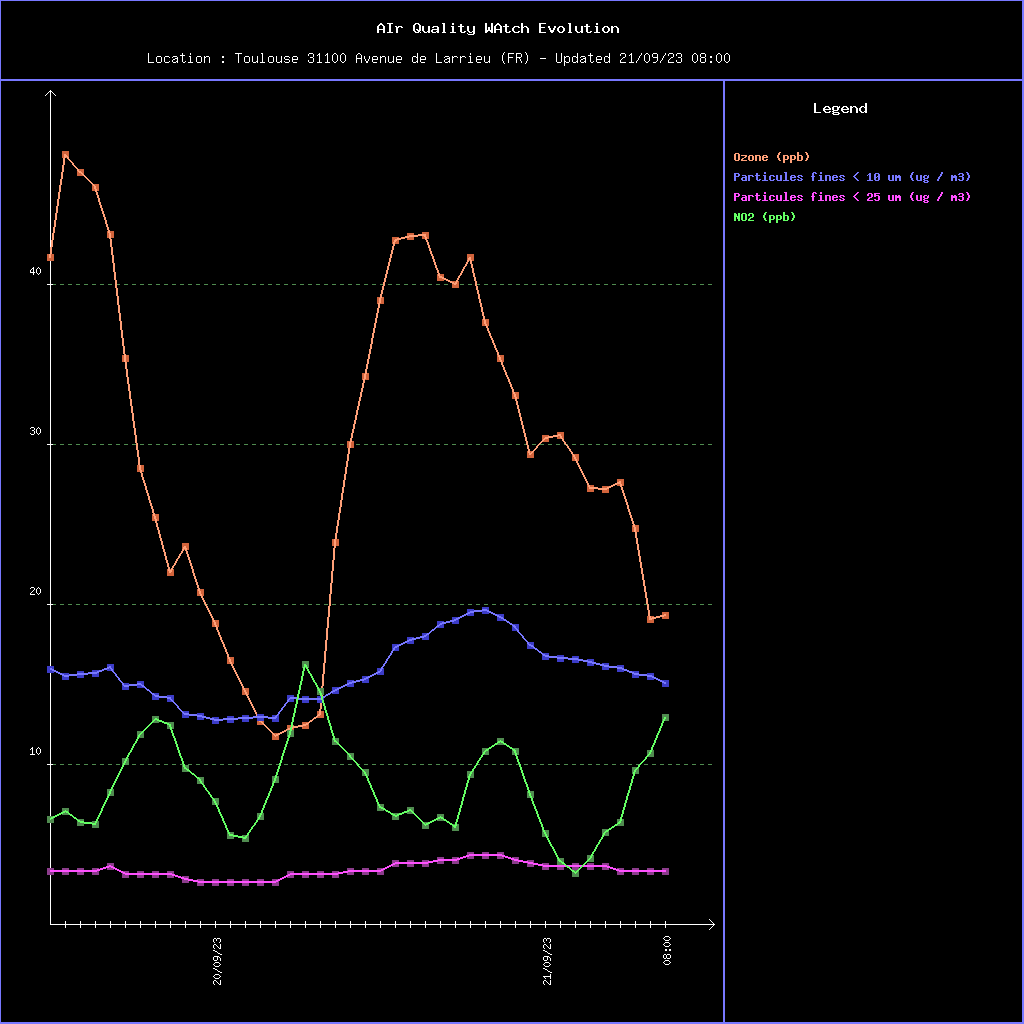 AIr Quality WAtch Evolution
Location : Toulouse 31100 Avenue de Larrieu (FR) - Updated 21/09/23 08:00
Legend
Ozone (ppb)
Particules fines < 10 um (ug / m3)
Particules fines < 25 um (ug / m3)
NO2 (ppb)
40
30
20
10
20/09/23
21/09/23
08:00